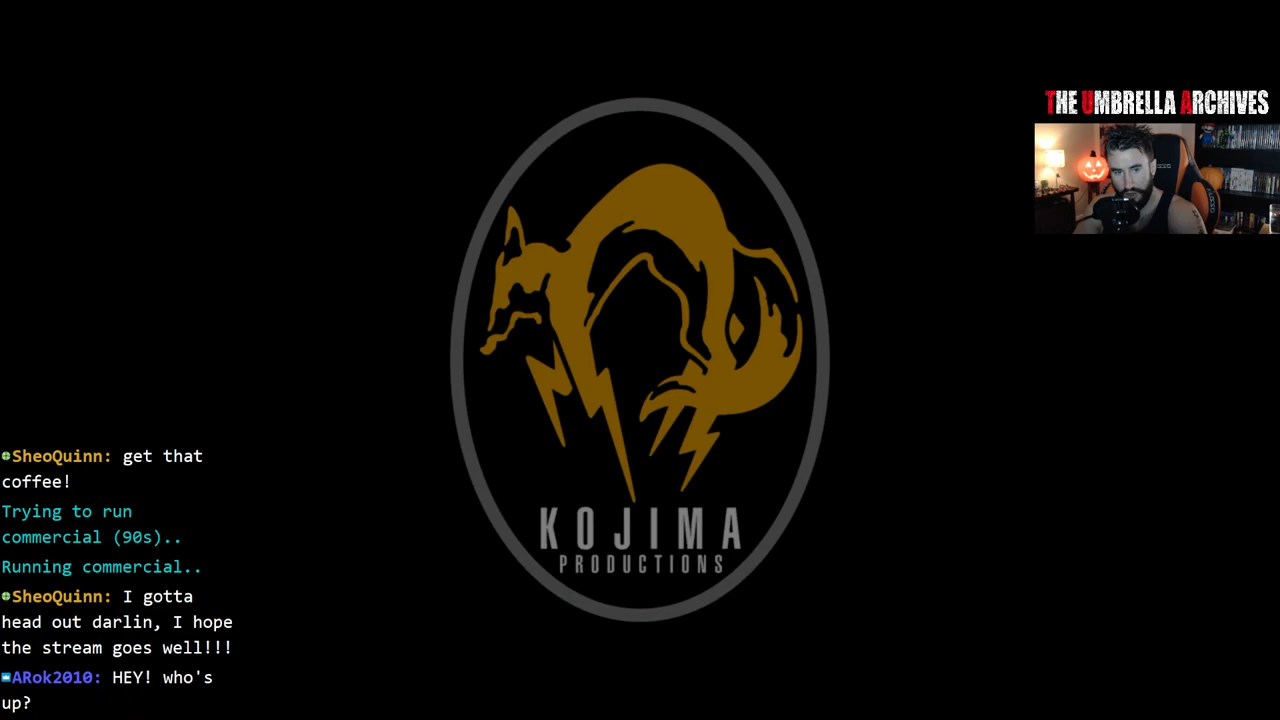 THE UMBRELLA ARCHIVES
KOJIMA
PRODUCTIONS
SheoQuinn: get that
coffee!
Trying to run
commercial (90s)..
Running commercial..
SheoQuinn: I gotta
head out darlin, I hope
the stream goes well!!!
ARok2010: HEY! who's
up?